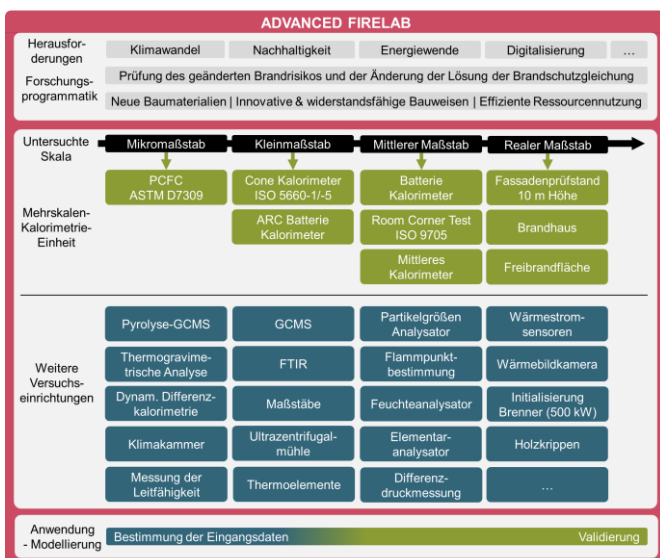 ADVANCED FIRELAB
Herausfor-
derungen
Klimawandel
Nachhaltigkeit
Energiewende
Digitalisierung
...
Forschungs-
programmatik
Prüfung des geänderten Brandrisikos und der Änderung der Lösung der Brandschutzgleichung
Neue Baumaterialien | Innovative & widerstandsfähige Bauweisen | Effiziente Ressourcennutzung
Untersuchte
Skala
Mikromaßstab
Kleinmaßstab
Mittlerer Maßstab
Realer Maßstab
Mehrskalen-
Kalorimetrie-
Einheit
PCFC
ASTM D7309
Cone Kalorimeter
ISO 5660-1/-5
Batterie
Kalorimeter
Fassadenprüfstand
10 m Höhe
ARC Batterie
Kalorimeter
Room Corner Test
ISO 9705
Brandhaus
Mittleres
Kalorimeter
Freibrandfläche
Weitere
Versuchs-
einrichtungen
Pyrolyse-GCMS
GCMS
Partikelgrößen
Analysator
Wärmestrom-
sensoren
Thermogravime-
trische Analyse
FTIR
Flammpunkt-
bestimmung
Wärmebildkamera
Dynam. Differenz-
kalorimetrie
Maßstäbe
Feuchteanalysator
Initialisierung
Brenner (500 kW)
Klimakammer
Ultrazentrifugal-
mühle
Elementar-
analysator
Holzkrippen
Messung der
Leitfähigkeit
Thermoelemente
Differenz-
druckmessung
...
Anwendung
- Modellierung
Bestimmung der Eingangsdaten
Validierung